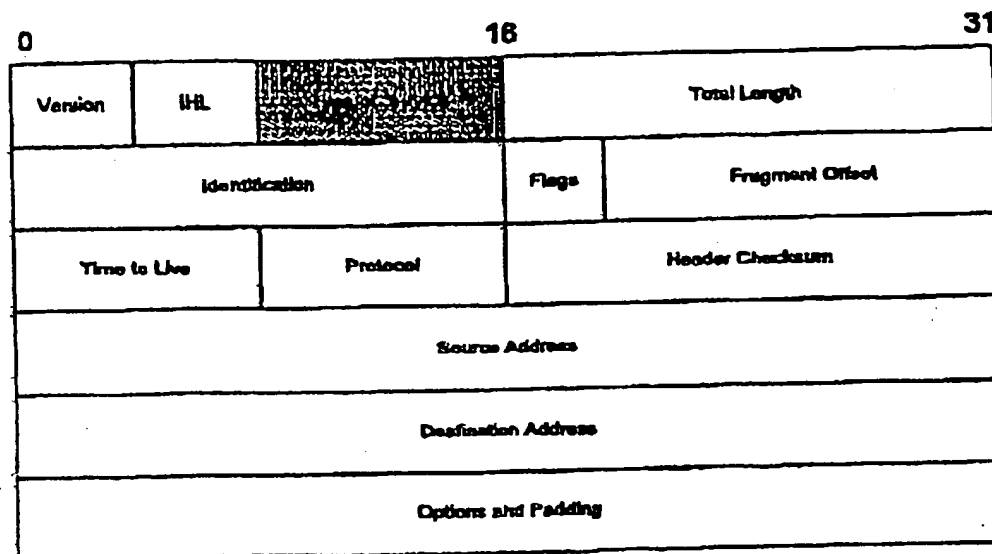 0 16 31
Version IHL Total Length
Identification Flags Fragment Offset
Time to Live Protocol Header Checksum
Source Address
Destination Address
Options and Padding